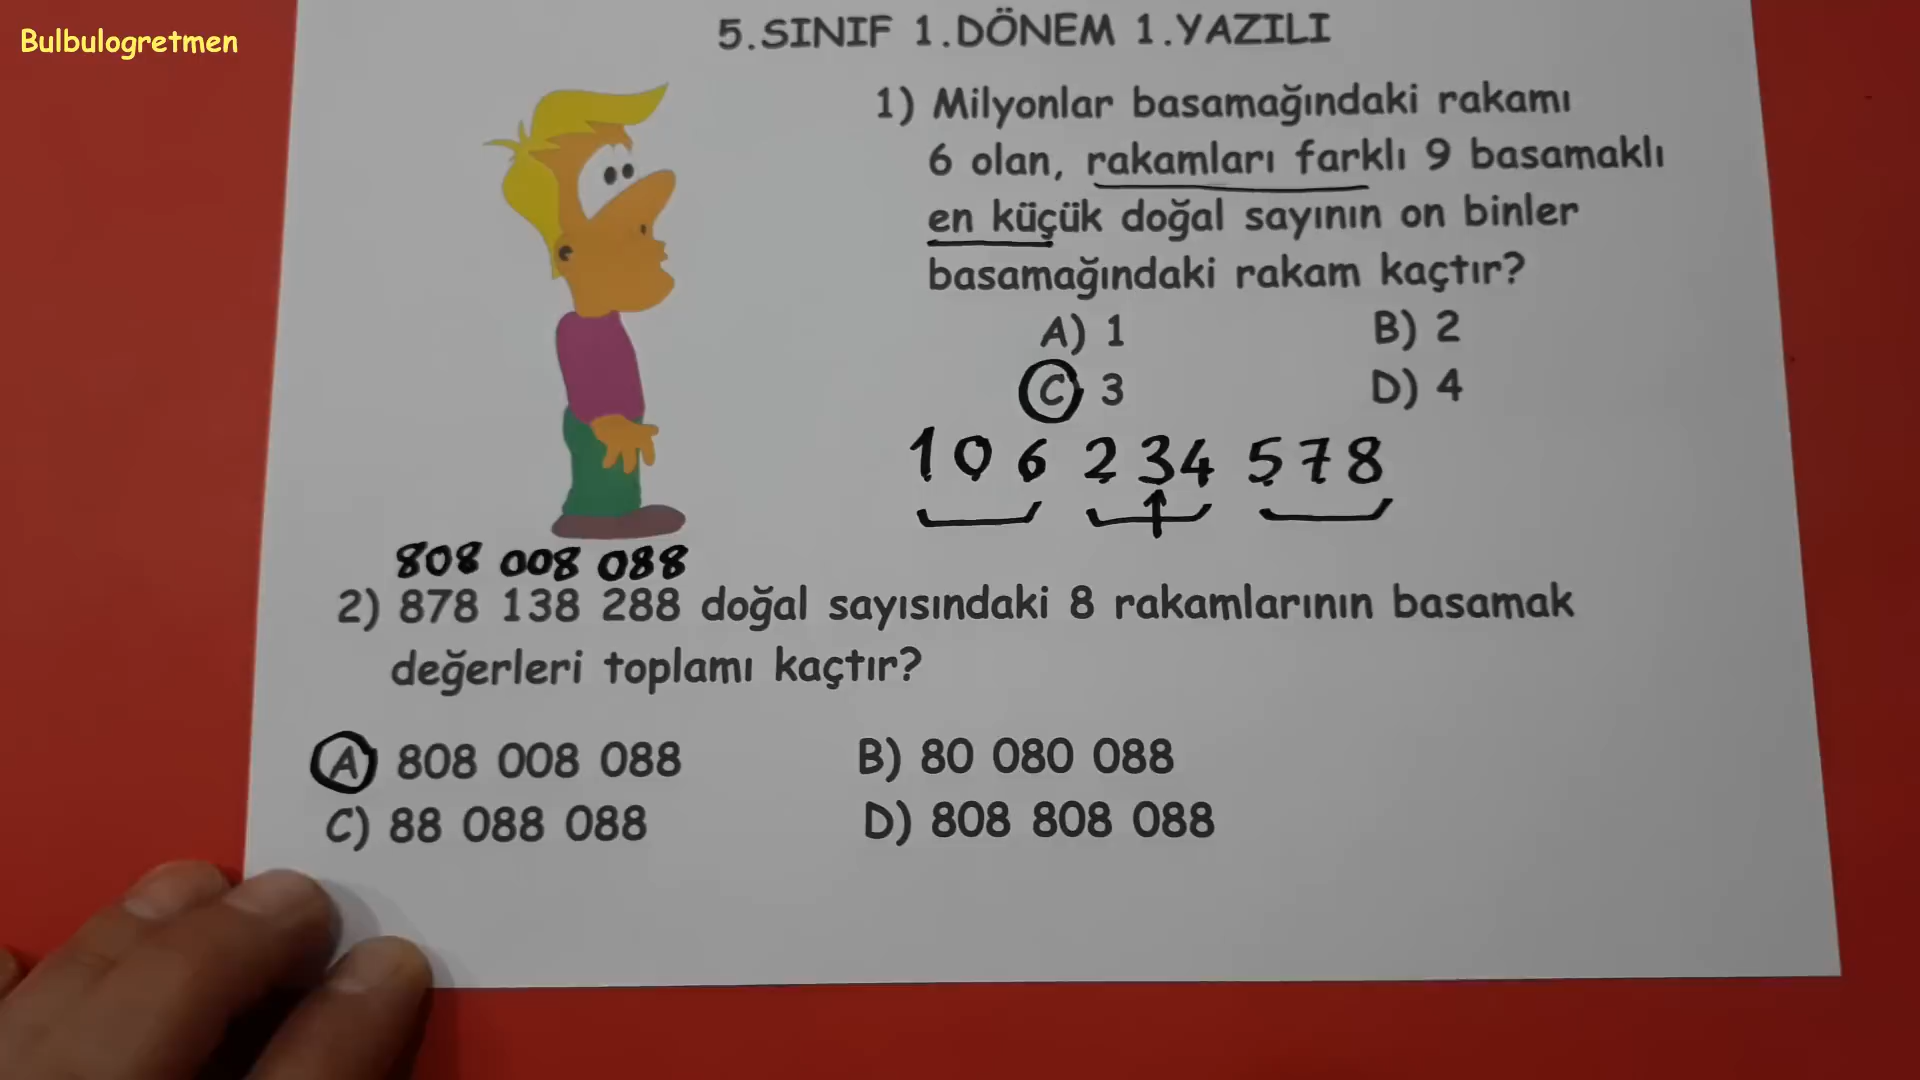 Bulbulogretmen
5.SINIF 1.DÖNEM 1.YAZILI
1) Milyonlar basamağındaki rakamı
6 olan, rakamları farklı 9 basamaklı
en küçük doğal sayının on binler
basamağındaki rakam kaçtır?
A) 1 B) 2
C) 3 D) 4
106 234 578
808 008 088
2) 878 138 288 doğal sayısındaki 8 rakamlarının basamak
değerleri toplamı kaçtır?
A) 808 008 088 B) 80 080 088
C) 88 088 088 D) 808 808 088